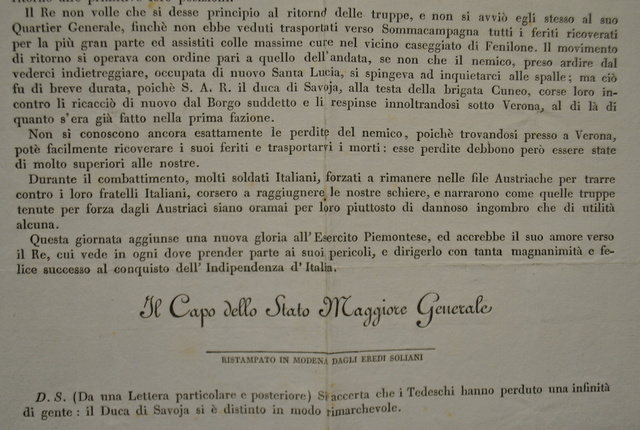 ritorno alle primitive loro posizioni.
Il Re non volle che si desse principio al ritorno delle truppe, e non si avviò egli stesso al suo
Quartier Generale, finchè non ebbe veduti trasportati verso Sommacampagna tutti i feriti ricoverati
per la più gran parte ed assistiti colle massime cure nel vicino caseggiato di Fenilone. Il movimento
di ritorno si operava con ordine pari a quello dell'andata, se non che il nemico, preso ardire dal
vederci indietreggiare, occupata di nuovo Santa Lucia, si spingeva ad inquietarci alle spalle; ma ciò
fu di breve durata, poichè S. A. R. il duca di Savoja, alla testa della brigata Cuneo, corse loro in-
contro li ricacciò di nuovo dal Borgo suddetto e li respinse innoltrandosi sotto Verona, al di là di
quanto s'era già fatto nella prima fazione.
Non si conoscono ancora esattamente le perdite del nemico, poichè trovandosi presso a Verona,
potè facilmente ricoverare i suoi feriti e trasportarvi i morti: esse perdite debbono però essere state
di molto superiori alle nostre.
Durante il combattimento, molti soldati Italiani, forzati a rimanere nelle file Austriache per trarre
contro i loro fratelli Italiani, corsero a raggiugnere le nostre schiere, e narrarono come quelle truppe
tenute per forza dagli Austriaci siano oramai per loro piuttosto di dannoso ingombro che di utilità
alcuna.
Questa giornata aggiunse una nuova gloria all'Esercito Piemontese, ed accrebbe il suo amore verso
il Re, cui vede in ogni dove prender parte ai suoi pericoli, e dirigerlo con tanta magnanimità e fe-
lice successo al conquisto dell'Indipendenza d'Italia.
Il Capo dello Stato Maggiore Generale
RISTAMPATO IN MODENA DAGLI EREDI SOLIANI
D. S. (Da una Lettera particolare e posteriore) Si accerta che i Tedeschi hanno perduto una infinità
di gente: il Duca di Savoja si è distinto in modo rimarchevole.